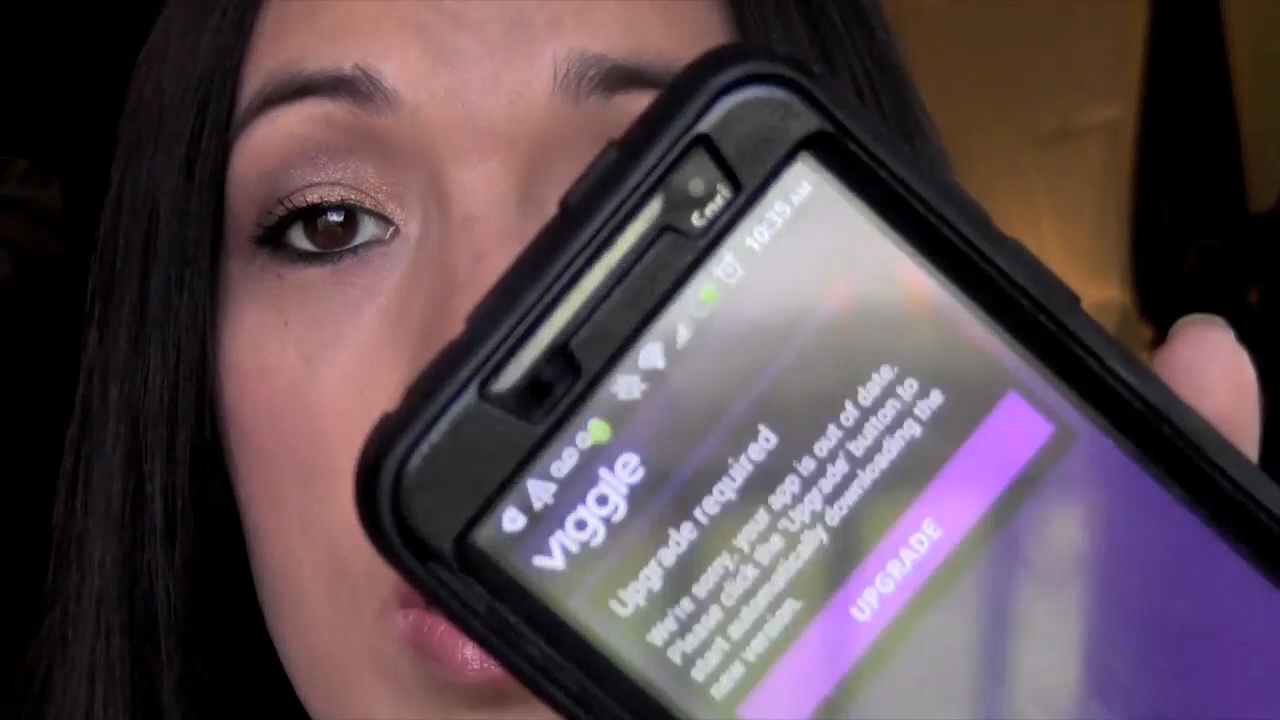 10:35 AM
viggle
Upgrade required
We're sorry, your app is out of date.
Please click the 'Upgrade' button to
start automatically downloading the
new version.
UPGRADE